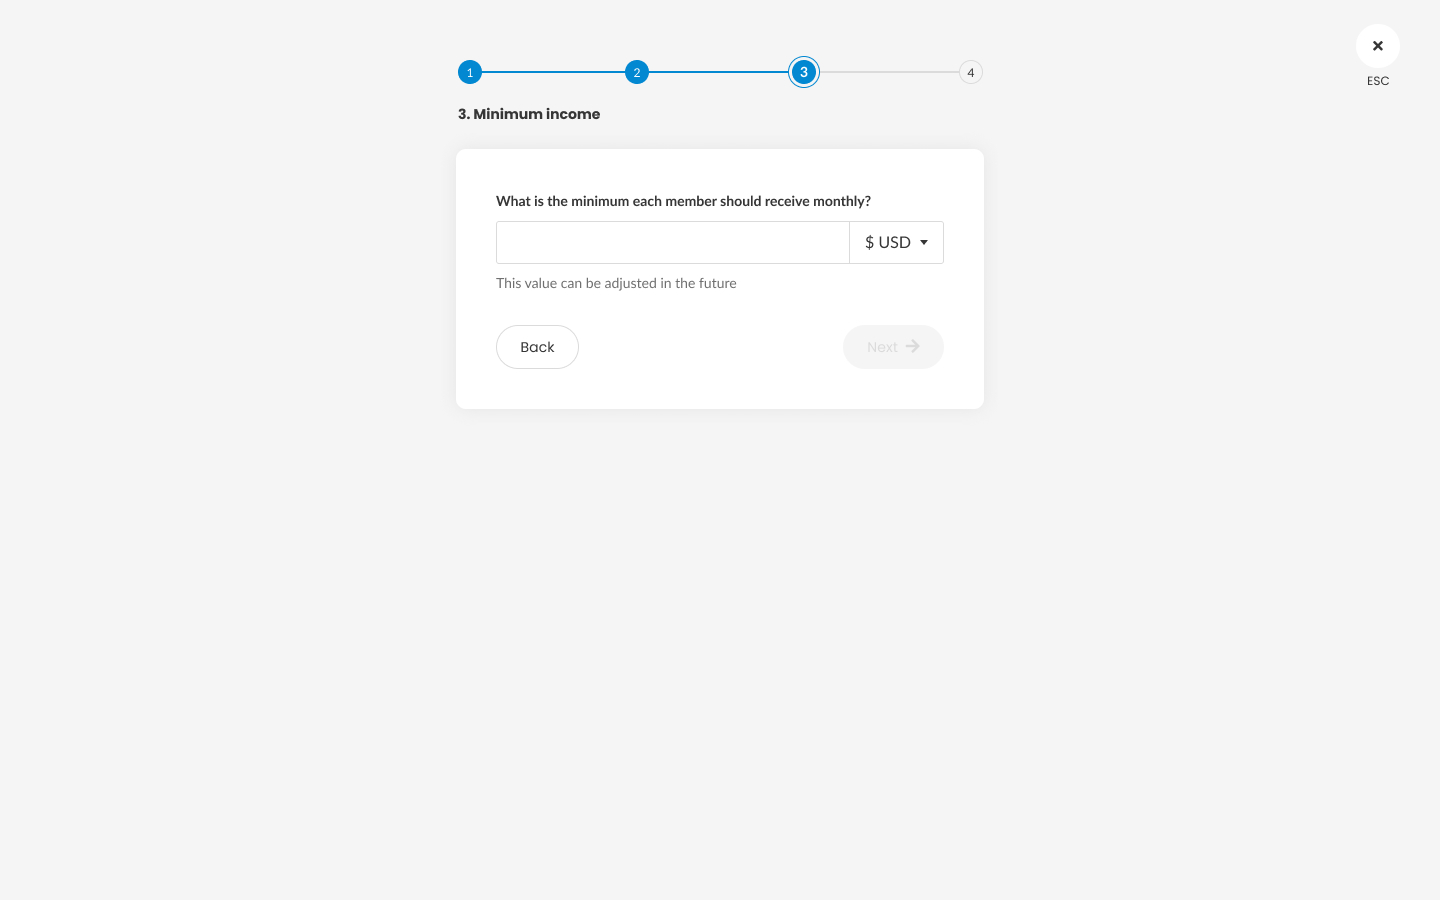 1
2
3
4
ESC
3. Minimum income
What is the minimum each member should receive monthly?
$ USD
This value can be adjusted in the future
Back
Next